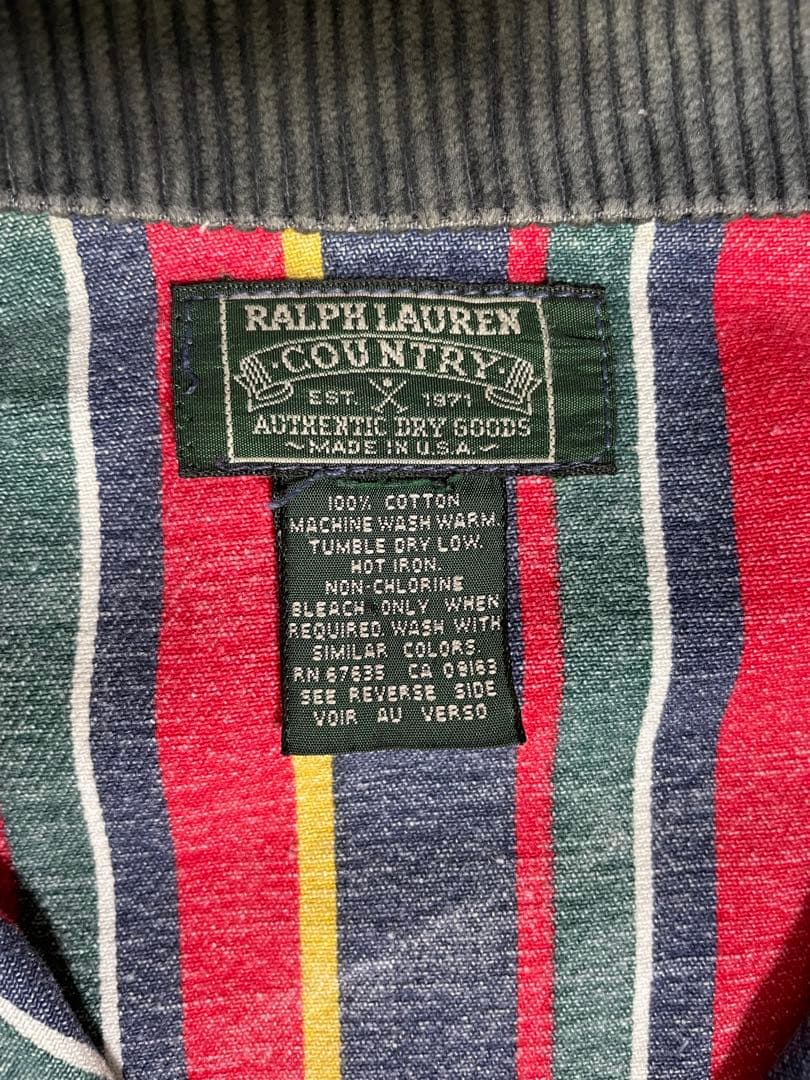 RALPH LAUREN
COUNTRY
EST. 1971
AUTHENTIC DRY GOODS
~MADE IN U.S.A.~
100% COTTON
MACHINE WASH WARM.
TUMBLE DRY LOW.
HOT IRON.
NON-CHLORINE
BLEACH ONLY WHEN
REQUIRED. WASH WITH
SIMILAR COLORS.
RN 67635 CA 08163
SEE REVERSE SIDE
VOIR AU VERSO